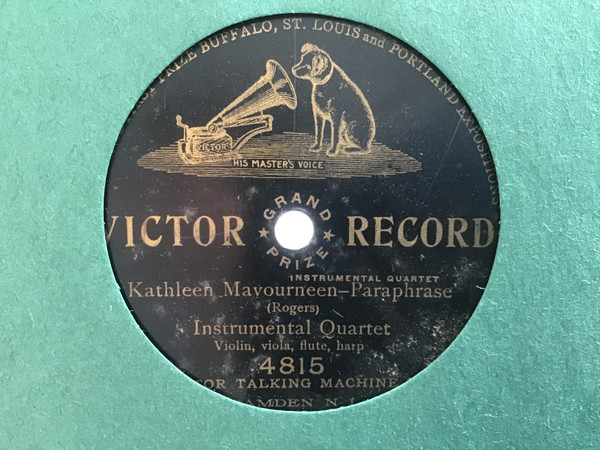 PRIZE BUFFALO, ST. LOUIS and PORTLAND EXPOSITIONS
VICTOR
HIS MASTER'S VOICE
VICTOR RECORD
GRAND PRIZE
INSTRUMENTAL QUARTET
Kathleen Mavourneen–Paraphrase
(Rogers)
Instrumental Quartet
Violin, viola, flute, harp
4815
TALKING MACHINE